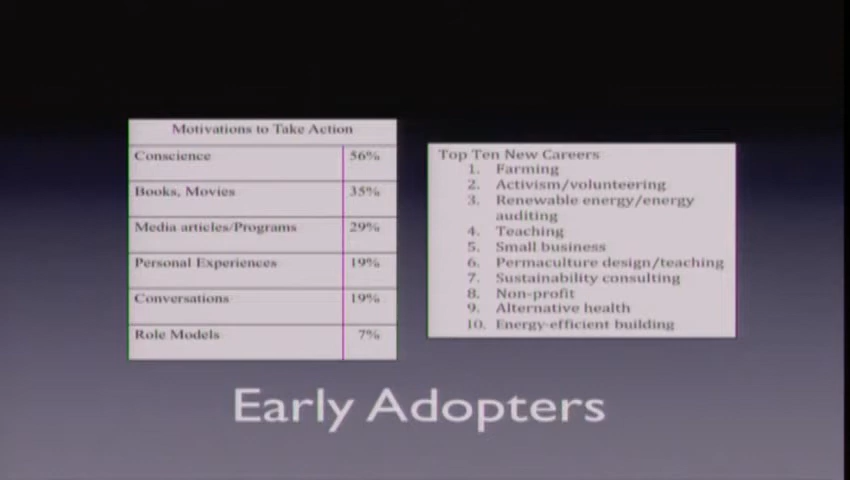 Motivations to Take Action
Conscience 56%
Books, Movies 35%
Media articles/Programs 29%
Personal Experiences 19%
Conversations 19%
Role Models 7%
Top Ten New Careers
1. Farming
2. Activism/volunteering
3. Renewable energy/energy
auditing
4. Teaching
5. Small business
6. Permaculture design/teaching
7. Sustainability consulting
8. Non-profit
9. Alternative health
10. Energy-efficient building
Early Adopters